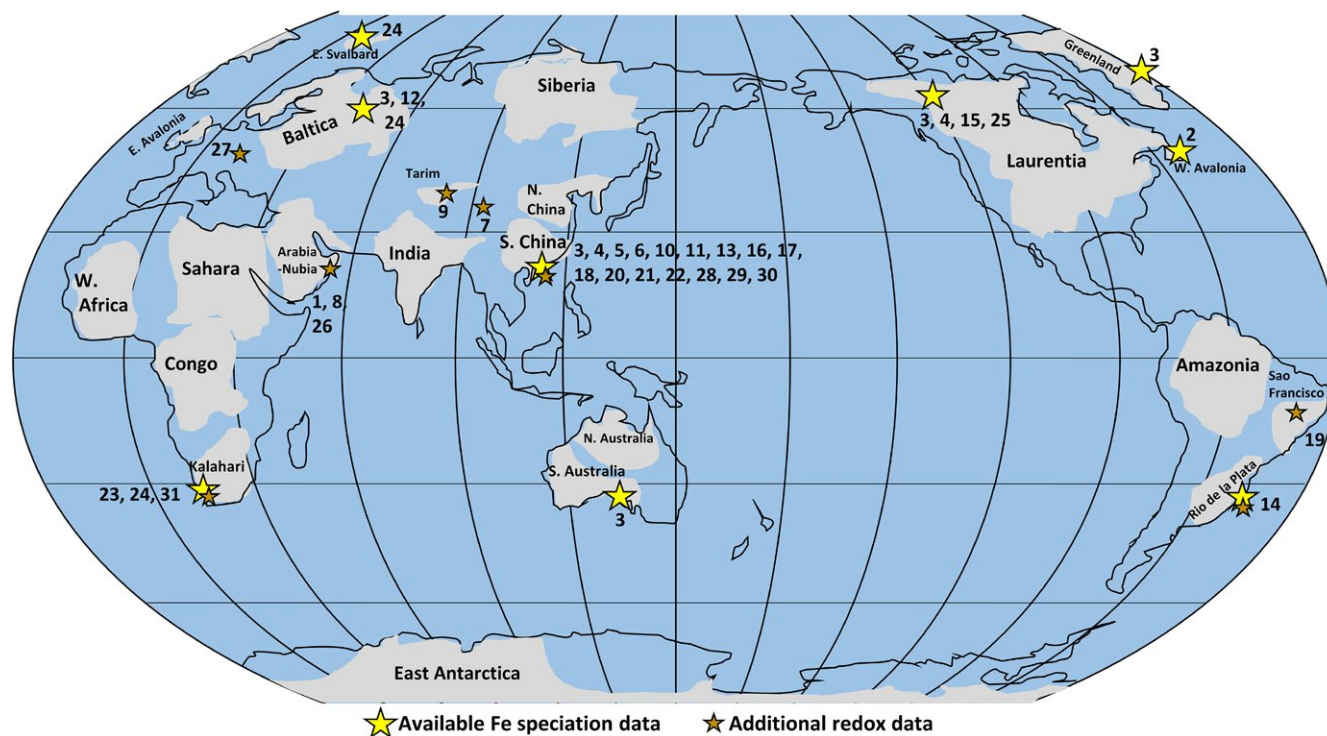 24
E. Svalbard
Greenland
3
Siberia
3, 12,
24
Baltica
E. Avalonia
27
3, 4, 15, 25
2
W. Avalonia
Laurentia
Tarim
9
7
N.
China
S. China
3, 4, 5, 6, 10, 11, 13, 16, 17,
18, 20, 21, 22, 28, 29, 30
India
Arabia
-Nubia
1, 8,
26
Sahara
W.
Africa
Congo
Amazonia
Sao
Francisco
19
Kalahari
23, 24, 31
N. Australia
S. Australia
3
Rio de la Plata
14
East Antarctica
Available Fe speciation data
Additional redox data